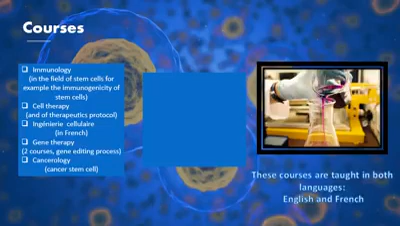 Courses
❑ Immunology
(in the field of stem cells for
example the immunogenicity of
stem cells)
❑ Cell therapy
(and of therapeutics protocol)
❑ Ingénierie cellulaire
(in French)
❑ Gene therapy
(2 courses, gene editing process)
❑ Cancerology
(cancer stem cell)
These courses are taught in both
languages:
English and French